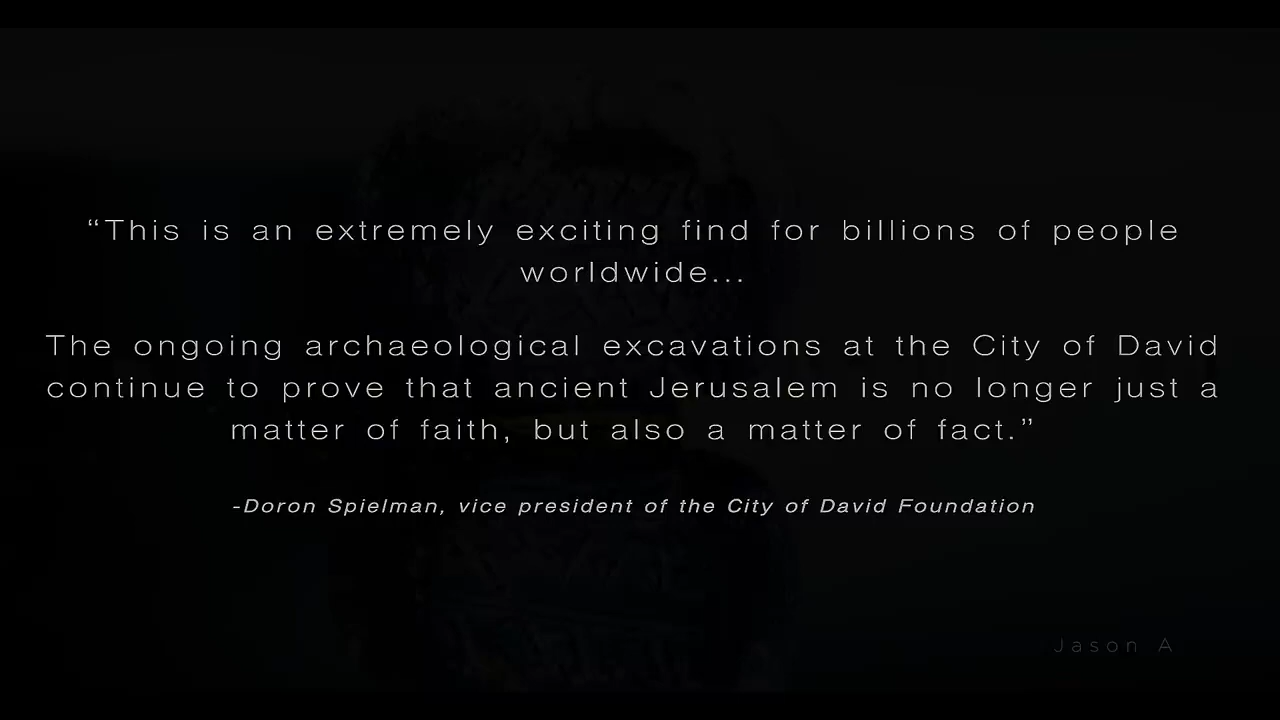 “This is an extremely exciting find for billions of people
worldwide...
The ongoing archaeological excavations at the City of David
continue to prove that ancient Jerusalem is no longer just a
matter of faith, but also a matter of fact.”
-Doron Spielman, vice president of the City of David Foundation
Jason A